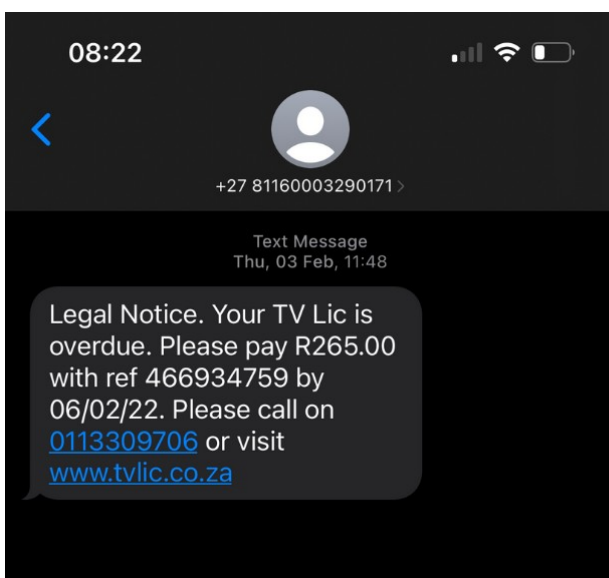 08:22
+27 81160003290171
Text Message
Thu, 03 Feb, 11:48
Legal Notice. Your TV Lic is
overdue. Please pay R265.00
with ref 466934759 by
06/02/22. Please call on
0113309706 or visit
www.tvlic.co.za